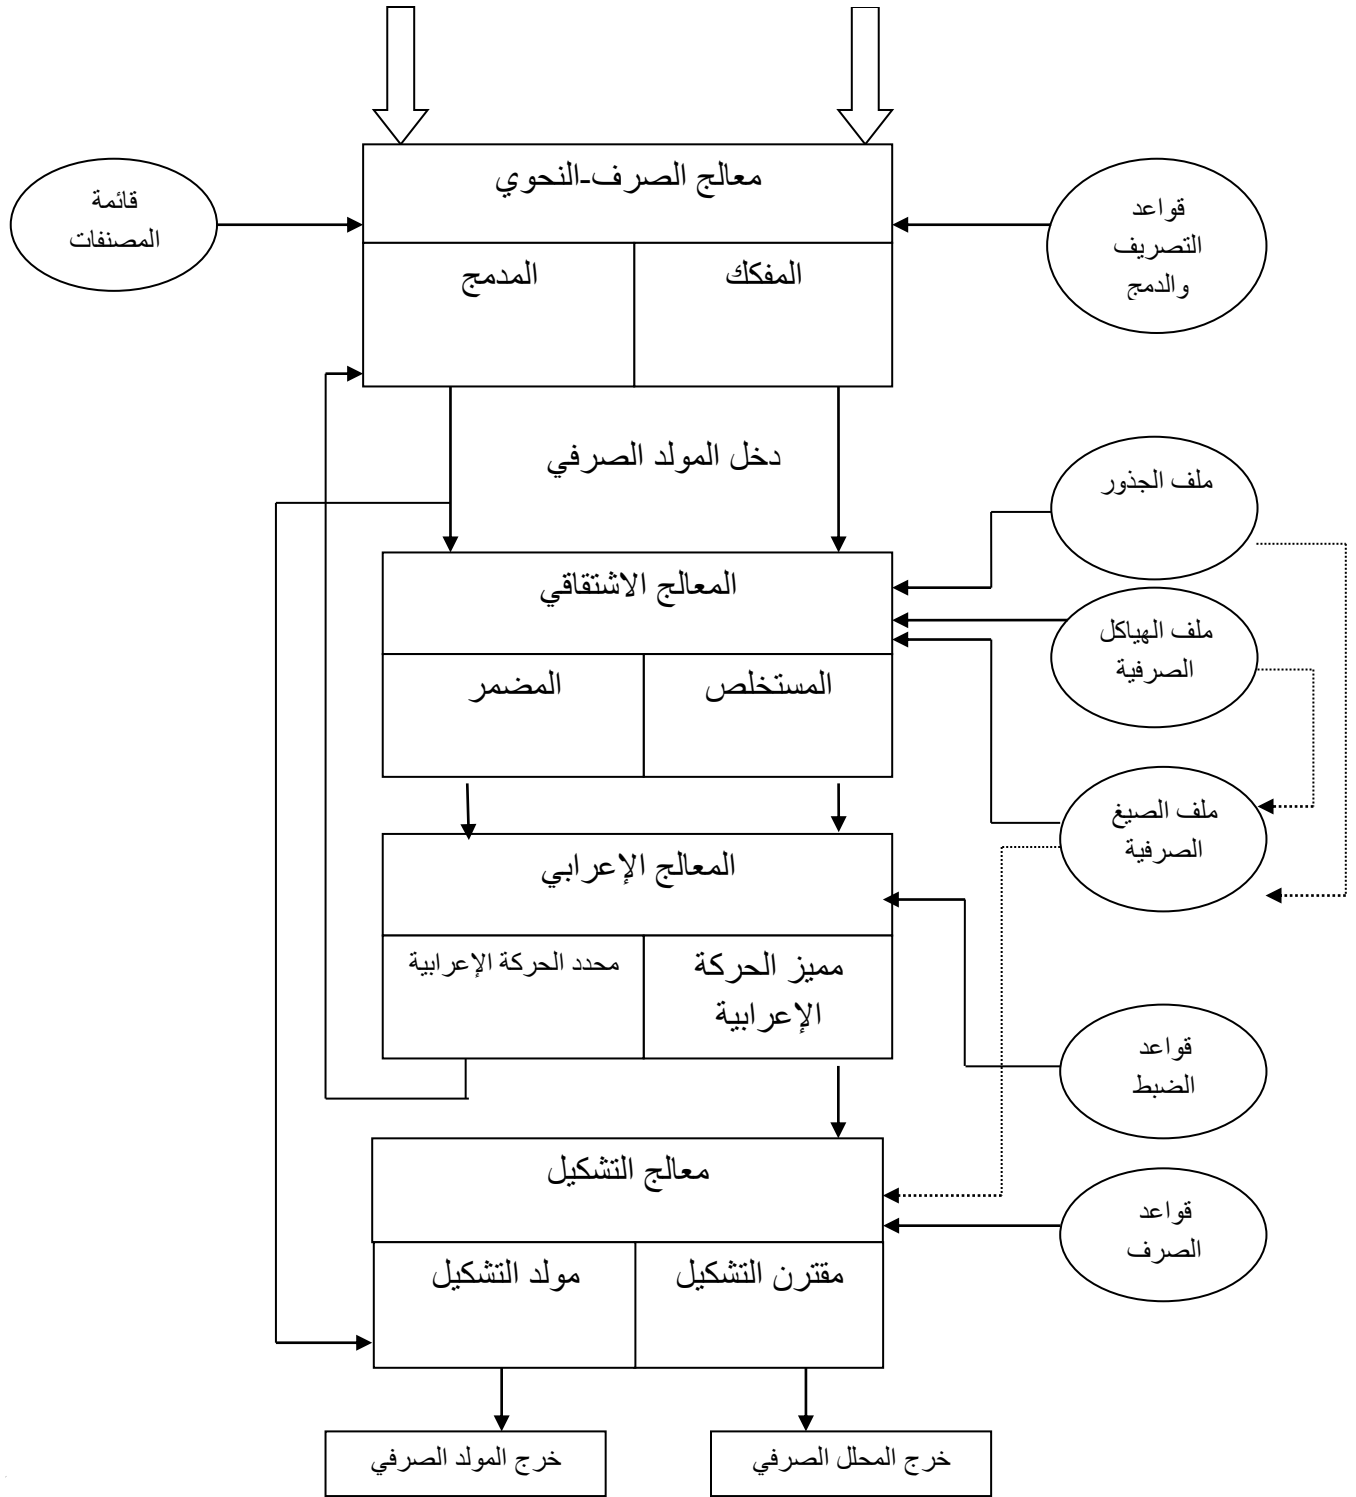 معالج الصرف-النحوي
المفكك
المدمج
قواعد
التصريف
والدمج
قائمة
المصنفات
دخل المولد الصرفي
ملف الجذور
المعالج الاشتقاقي
المستخلص
المضمر
ملف الهياكل
الصرفية
ملف الصيغ
الصرفية
المعالج الإعرابي
مميز الحركة
الإعرابية
محدد الحركة الإعرابية
قواعد
الضبط
معالج التشكيل
مقترن التشكيل
مولد التشكيل
قواعد
الصرف
خرج المحلل الصرفي
خرج المولد الصرفي